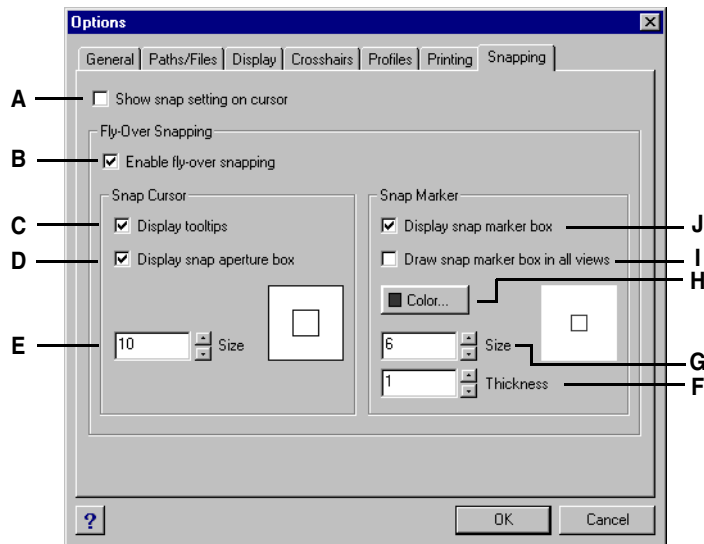 Options
General Paths/Files Display Crosshairs Profiles Printing Snapping
A Show snap setting on cursor
Fly-Over Snapping
B Enable fly-over snapping
Snap Cursor
C Display tooltips
D Display snap aperture box
E 10 Size
Snap Marker
Display snap marker box J
Draw snap marker box in all views I
Color... H
6 Size G
1 Thickness F
? OK Cancel